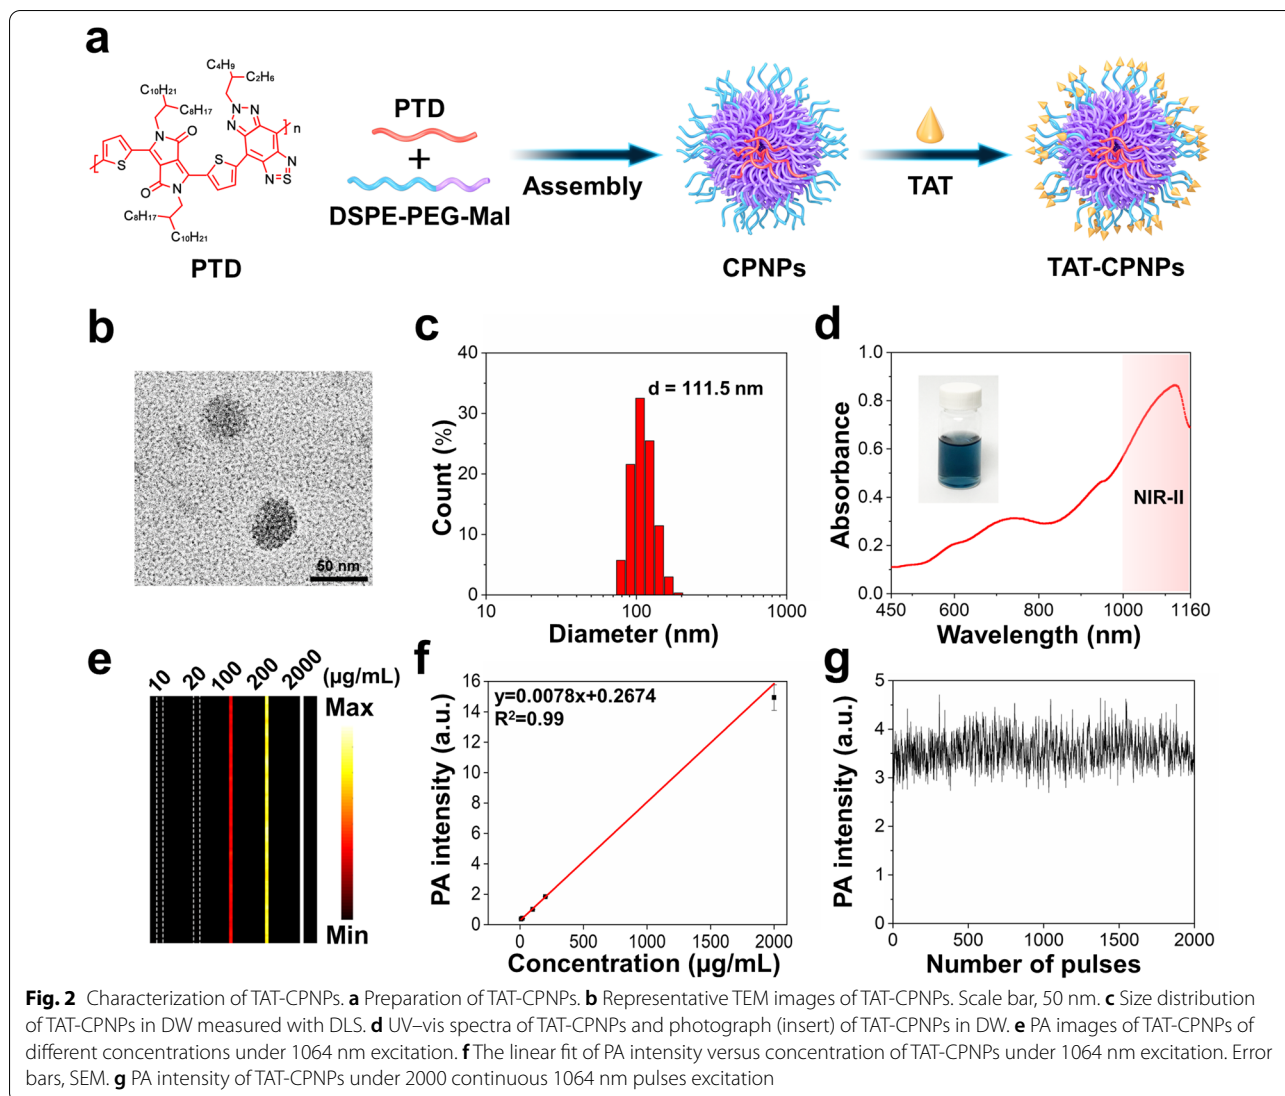 a
C₄H₉
C₂H₆
C₁₀H₂₁
C₈H₁₇
N
N
N
O
N
n
S
S
N
N
S
O
N
C₈H₁₇
C₁₀H₂₁
PTD
PTD
+
DSPE-PEG-Mal
Assembly
CPNPs
TAT
TAT-CPNPs
b
50 nm
c
d = 111.5 nm
Count (%)
40
30
20
10
0
10
100
1000
Diameter (nm)
d
Absorbance
1.0
0.8
0.6
0.4
0.2
0.0
NIR-II
450
600
800
1000
1160
Wavelength (nm)
e
10
20
100
200
2000
(µg/mL)
Max
Min
f
y=0.0078x+0.2674
R²=0.99
PA intensity (a.u.)
16
14
12
10
8
6
4
2
0
0
500
1000
1500
2000
Concentration (µg/mL)
g
PA intensity (a.u.)
5
4
3
2
1
0
0
500
1000
1500
2000
Number of pulses
Fig. 2 Characterization of TAT-CPNPs. a Preparation of TAT-CPNPs. b Representative TEM images of TAT-CPNPs. Scale bar, 50 nm. c Size distribution
of TAT-CPNPs in DW measured with DLS. d UV–vis spectra of TAT-CPNPs and photograph (insert) of TAT-CPNPs in DW. e PA images of TAT-CPNPs of
different concentrations under 1064 nm excitation. f The linear fit of PA intensity versus concentration of TAT-CPNPs under 1064 nm excitation. Error
bars, SEM. g PA intensity of TAT-CPNPs under 2000 continuous 1064 nm pulses excitation